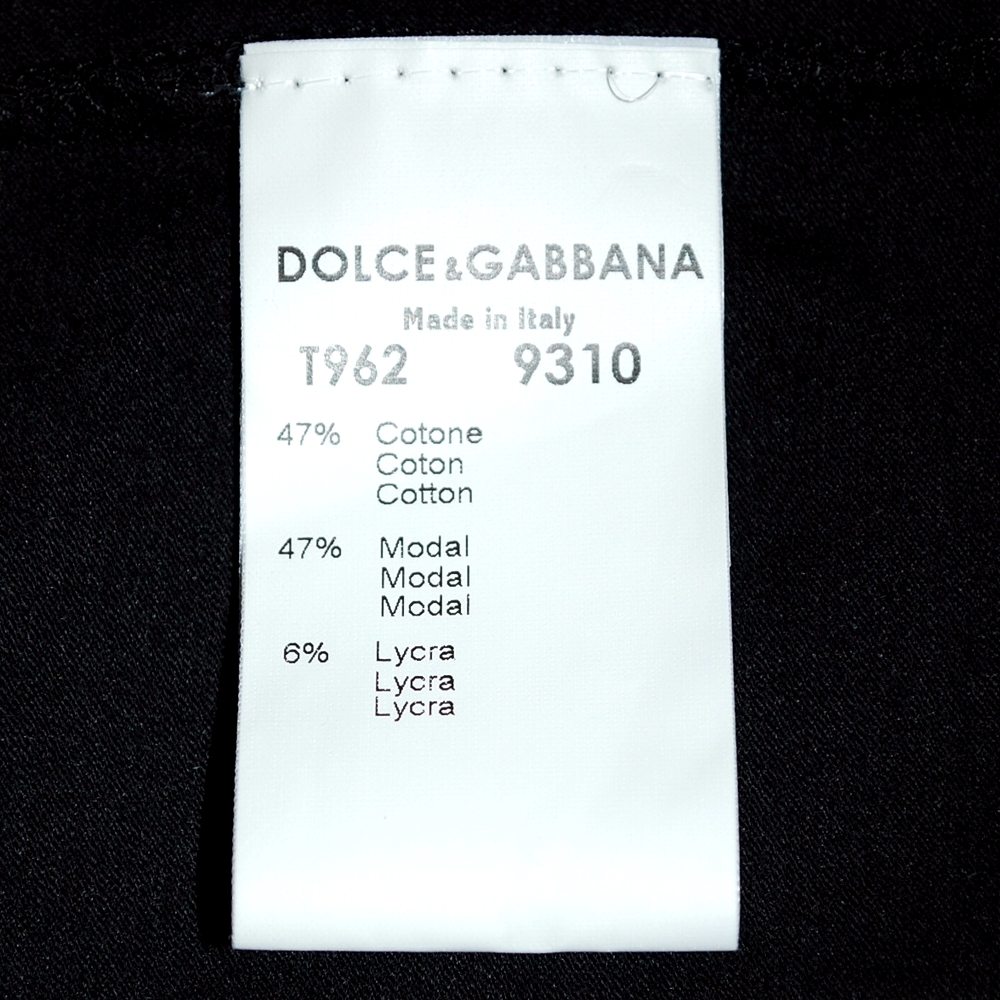 DOLCE&GABBANA
Made in Italy
T962 9310
47% Cotone
Coton
Cotton
47% Modal
Modal
Modal
6% Lycra
Lycra
Lycra